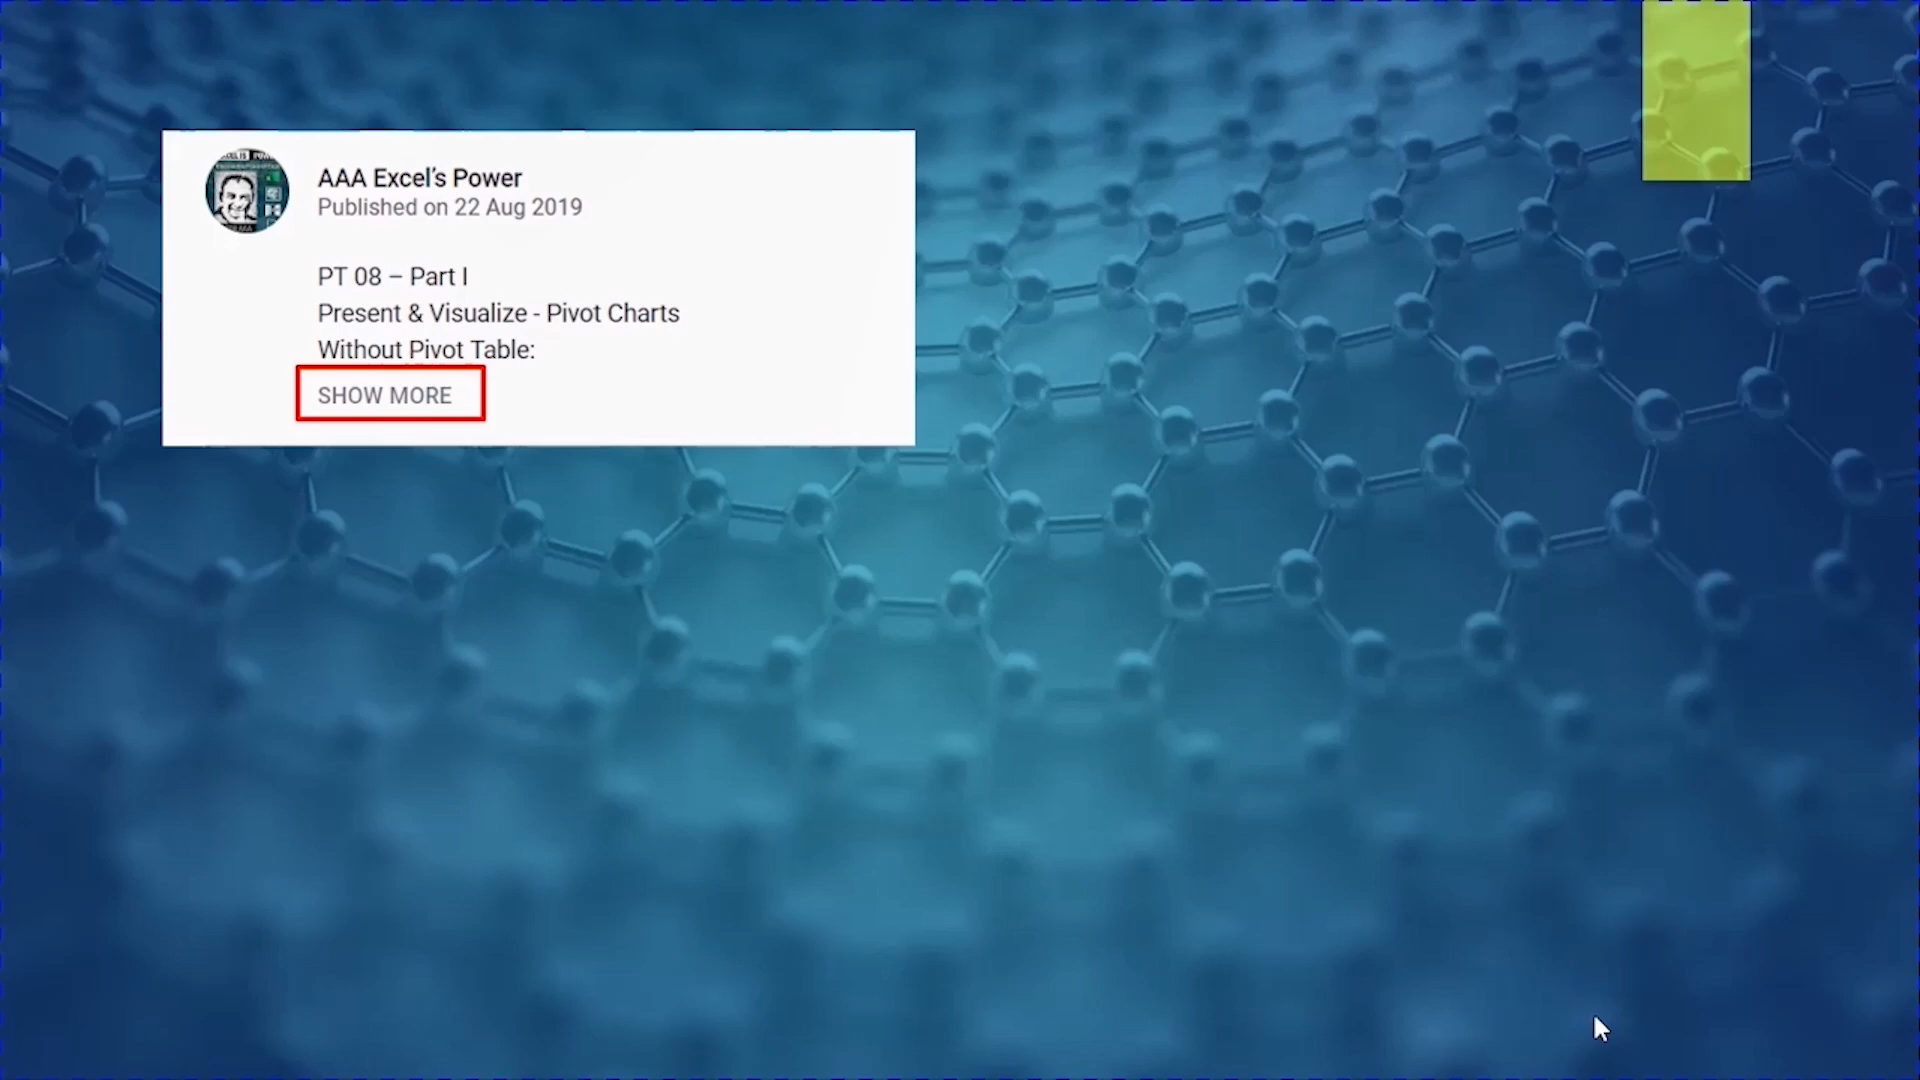 AAA Excel’s Power
Published on 22 Aug 2019
PT 08 – Part I
Present & Visualize - Pivot Charts
Without Pivot Table:
SHOW MORE